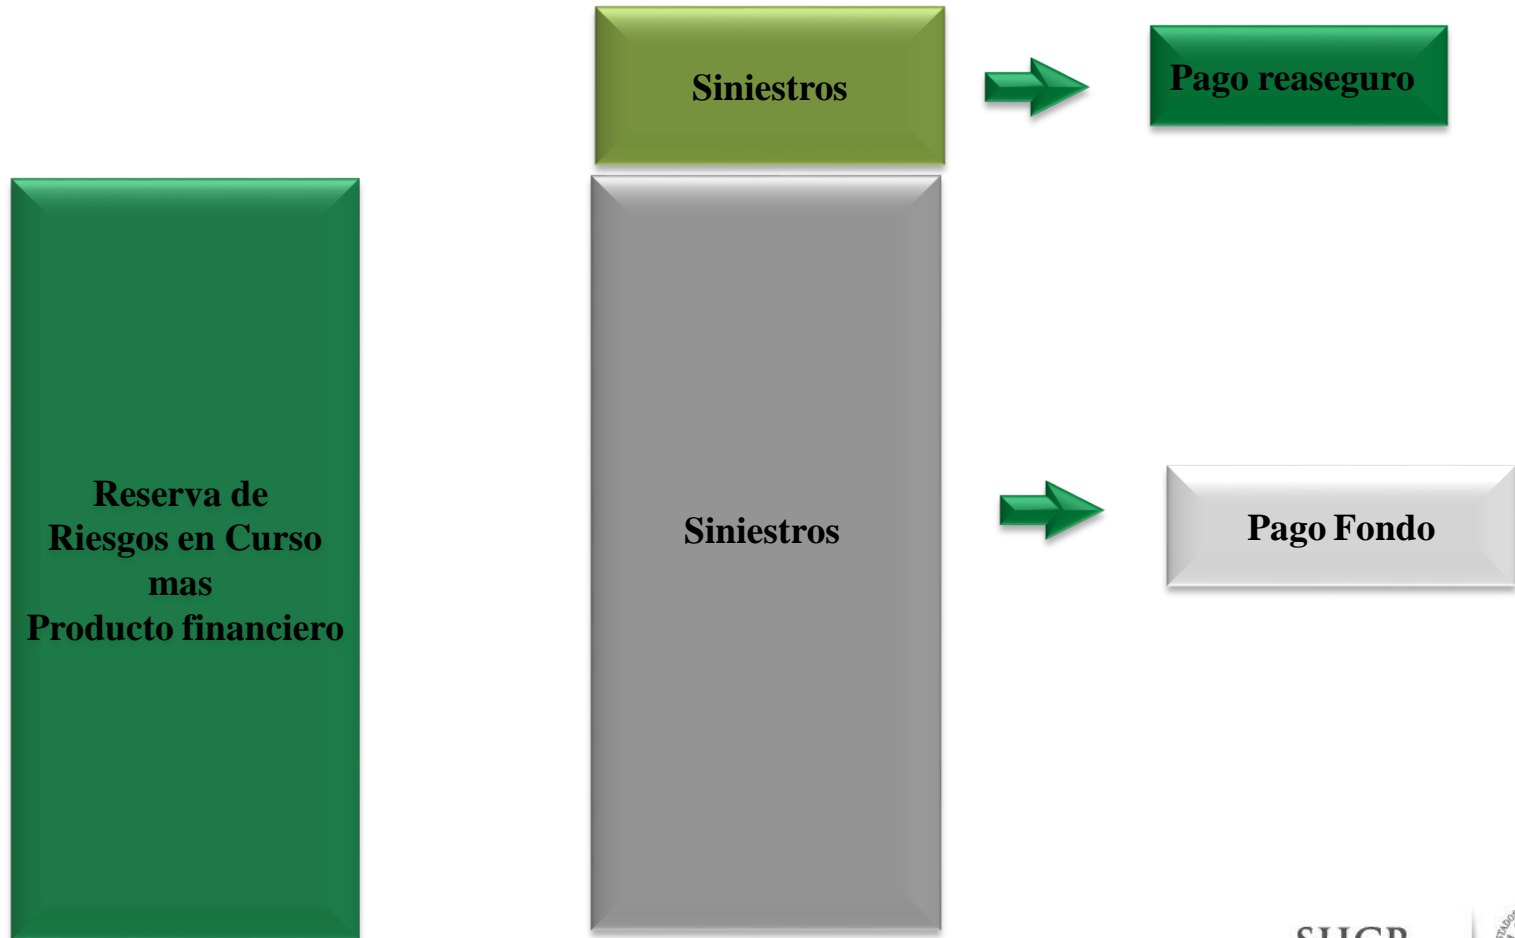 Siniestros
Pago reaseguro
Reserva de
Riesgos en Curso
mas
Producto financiero
Siniestros
Pago Fondo